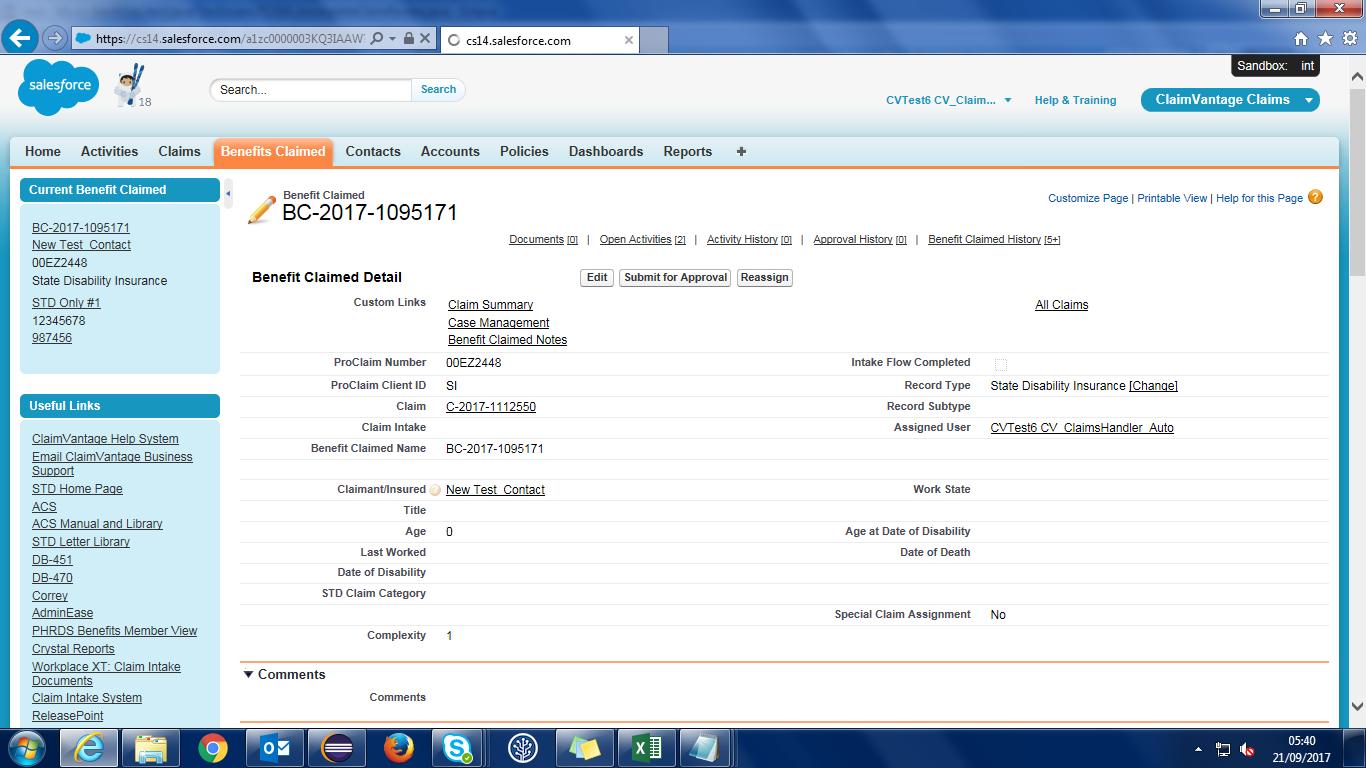 https://cs14.salesforce.com/a1zc0000003KQ3IAAW
cs14.salesforce.com
Sandbox: int
salesforce
18
Search...
Search
CVTest6 CV_Claim...
Help & Training
ClaimVantage Claims
Home
Activities
Claims
Benefits Claimed
Contacts
Accounts
Policies
Dashboards
Reports
Current Benefit Claimed
BC-2017-1095171
New Test_Contact
00EZ2448
State Disability Insurance
STD Only #1
12345678
987456
Useful Links
ClaimVantage Help System
Email ClaimVantage Business
Support
STD Home Page
ACS
ACS Manual and Library
STD Letter Library
DB-451
DB-470
Correy
AdminEase
PHRDS Benefits Member View
Crystal Reports
Workplace XT: Claim Intake
Documents
Claim Intake System
ReleasePoint
Benefit Claimed
BC-2017-1095171
Customize Page | Printable View | Help for this Page
Documents [0] | Open Activities [2] | Activity History [0] | Approval History [0] | Benefit Claimed History [5+]
Benefit Claimed Detail
Edit
Submit for Approval
Reassign
Custom Links
Claim Summary
All Claims
Case Management
Benefit Claimed Notes
ProClaim Number 00EZ2448
Intake Flow Completed
ProClaim Client ID SI
Record Type State Disability Insurance [Change]
Claim C-2017-1112550
Record Subtype
Claim Intake
Assigned User CVTest6 CV_ClaimsHandler_Auto
Benefit Claimed Name BC-2017-1095171
Claimant/Insured New Test_Contact
Work State
Title
Age 0
Age at Date of Disability
Last Worked
Date of Death
Date of Disability
STD Claim Category
Special Claim Assignment No
Complexity 1
Comments
Comments
05:40
21/09/2017